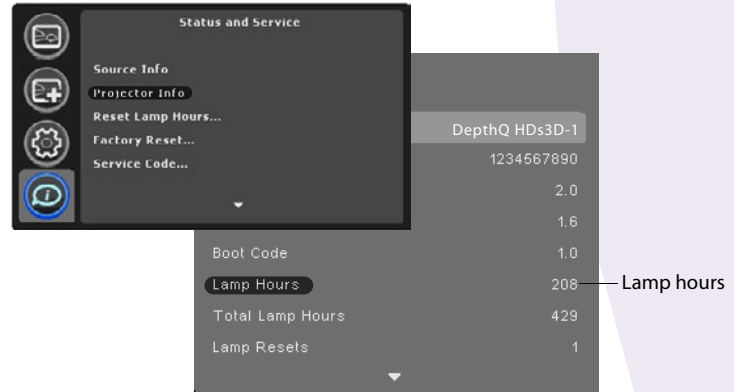 Status and Service
Source Info
Projector Info
Reset Lamp Hours...
Factory Reset...
Service Code...
DepthQ HDs3D-1
1234567890
2.0
1.6
Boot Code 1.0
Lamp Hours 208 Lamp hours
Total Lamp Hours 429
Lamp Resets 1